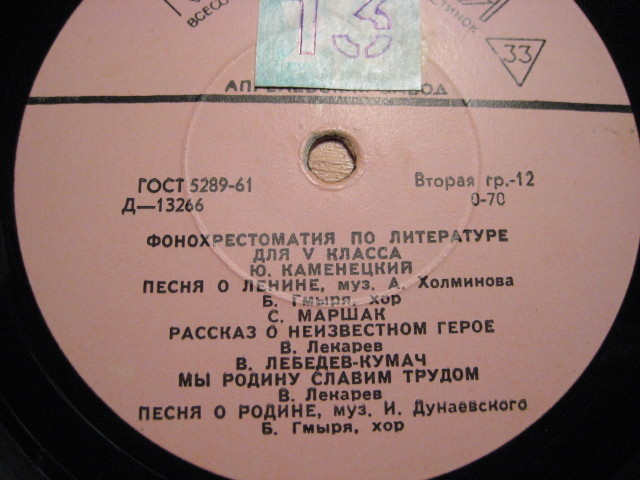 13
33
ГОСТ 5289-61
Д—13266
Вторая гр.-12
0-70
ФОНОХРЕСТОМАТИЯ ПО ЛИТЕРАТУРЕ
ДЛЯ V КЛАССА
Ю. КАМЕНЕЦКИЙ
ПЕСНЯ О ЛЕНИНЕ, муз. А. Холминова
Б. Гмыря, хор
С. МАРШАК
РАССКАЗ О НЕИЗВЕСТНОМ ГЕРОЕ
В. Лекарев
В. ЛЕБЕДЕВ-КУМАЧ
МЫ РОДИНУ СЛАВИМ ТРУДОМ
В. Лекарев
ПЕСНЯ О РОДИНЕ, муз. И. Дунаевского
Б. Гмыря, хор